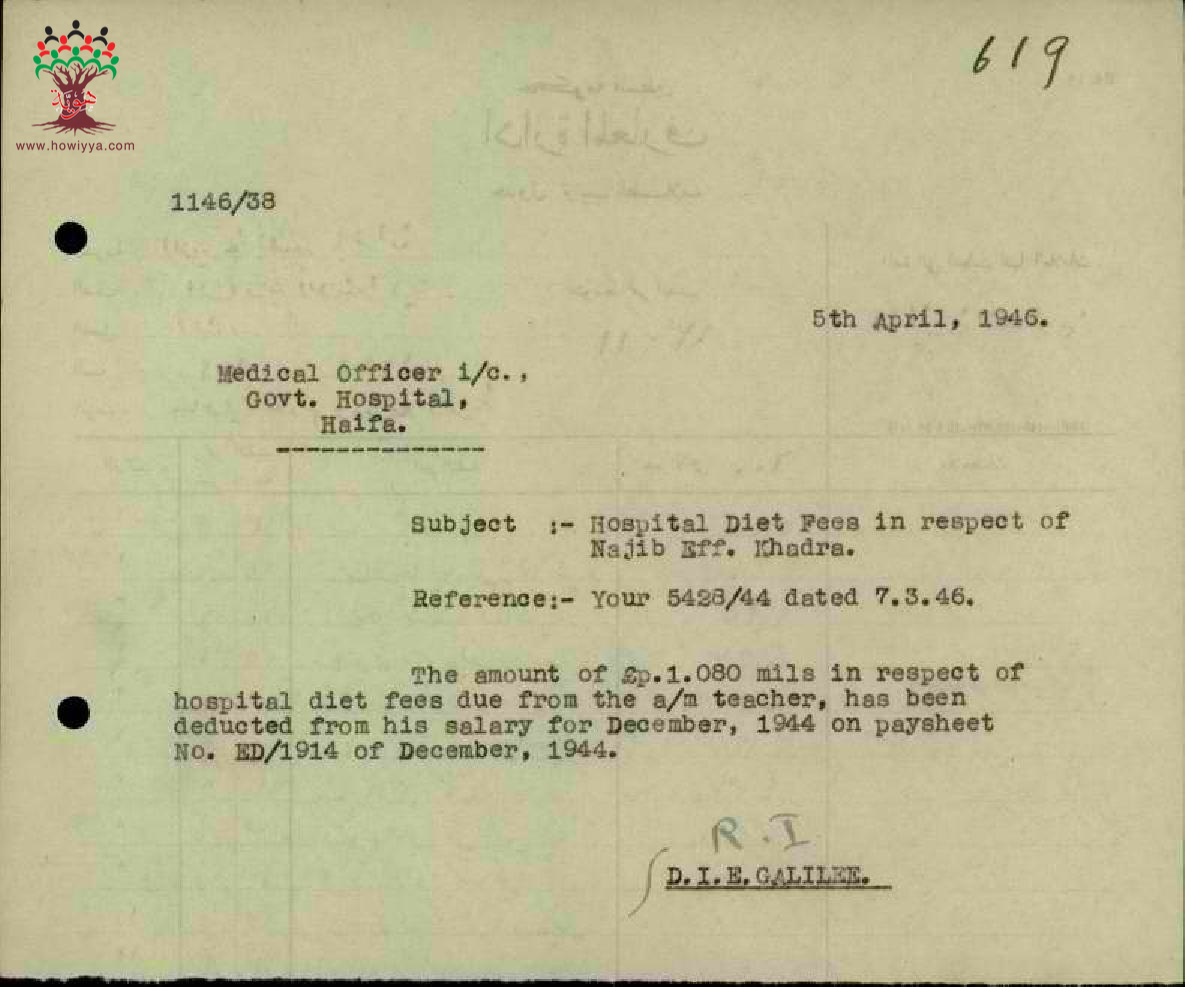 619
هوية
www.howiyya.com
1146/38
5th April, 1946.
Medical Officer i/c.,
Govt. Hospital,
Haifa.
Subject :- Hospital Diet Fees in respect of
Najib Eff. Khadra.
Reference:- Your 5428/44 dated 7.3.46.
The amount of £p.1.080 mils in respect of
hospital diet fees due from the a/m teacher, has been
deducted from his salary for December, 1944 on paysheet
No. ED/1914 of December, 1944.
R.I
D.I.E.GALILEE.